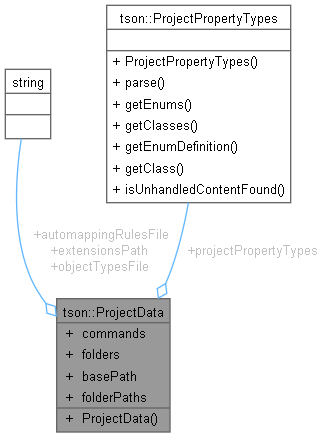 tson::ProjectPropertyTypes
+ ProjectPropertyTypes()
+ parse()
+ getEnums()
+ getClasses()
+ getEnumDefinition()
+ getClass()
+ isUnhandledContentFound()
string
+automappingRulesFile
+extensionsPath
+objectTypesFile
+projectPropertyTypes
tson::ProjectData
+ commands
+ folders
+ basePath
+ folderPaths
+ ProjectData()